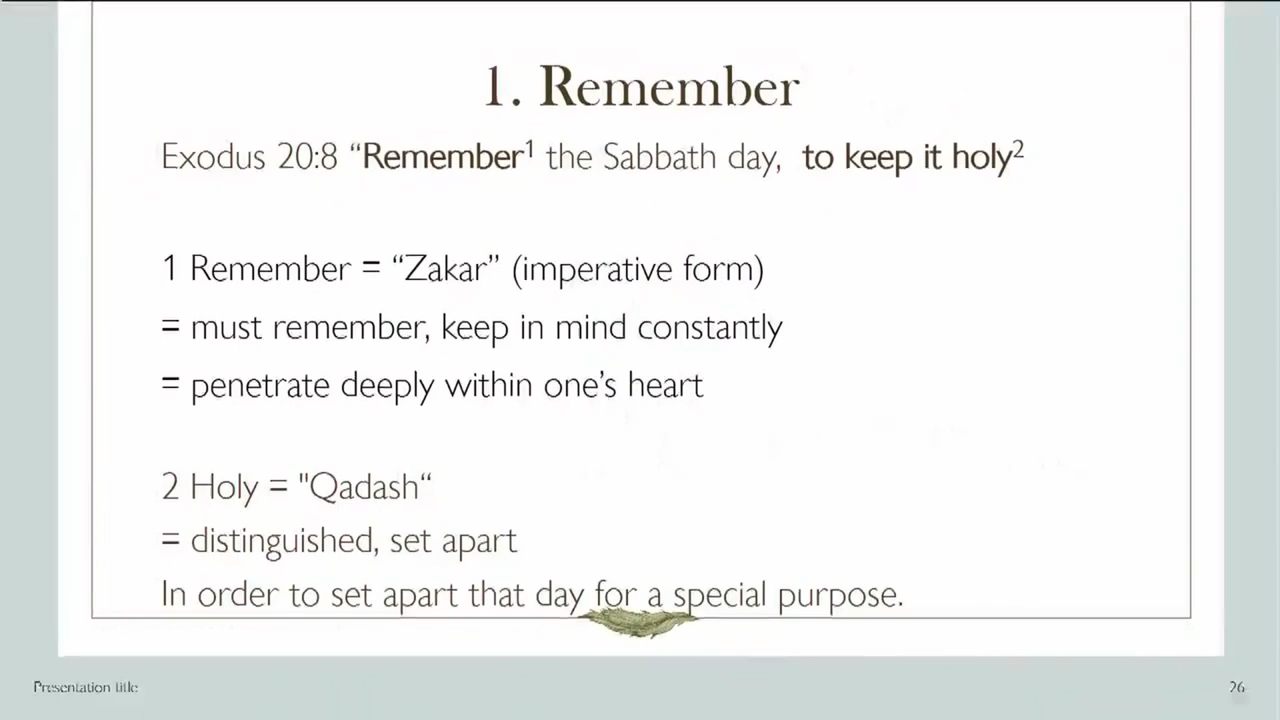 1. Remember
Exodus 20:8 “Remember1 the Sabbath day,  to keep it holy2
1 Remember = “Zakar” (imperative form)
= must remember, keep in mind constantly
= penetrate deeply within one’s heart
2 Holy = "Qadash“
= distinguished, set apart
In order to set apart that day for a special purpose.
Presentation title
26